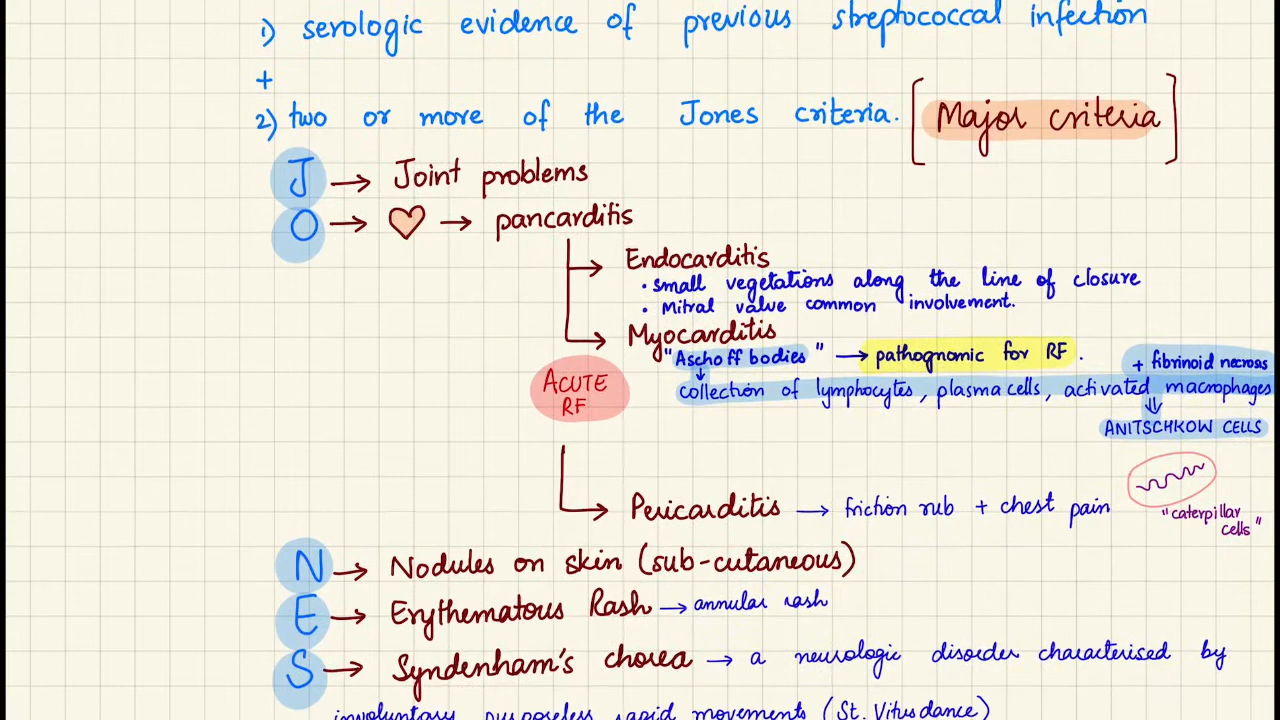 1) serologic evidence of previous streptococcal infection
+
2) two or more of the Jones criteria. [Major criteria]
J → Joint problems
O → ♡ → pancarditis
Endocarditis
• small vegetations along the line of closure
• Mitral valve common involvement.
Myocarditis
"Aschoff bodies" → pathognomic for RF.
+ fibrinoid necross
collection of lymphocytes, plasma cells, activated macrophages
ANITSCHKOW CELLS
ACUTE
RF
Pericarditis → friction rub + chest pain
"caterpillar
cells"
N → Nodules on skin (sub-cutaneous)
E → Erythematous Rash → annular rash
S → Syndenham's chorea → a neurologic disorder characterised by
involuntary purposeless rapid movements (St. Vitus dance)